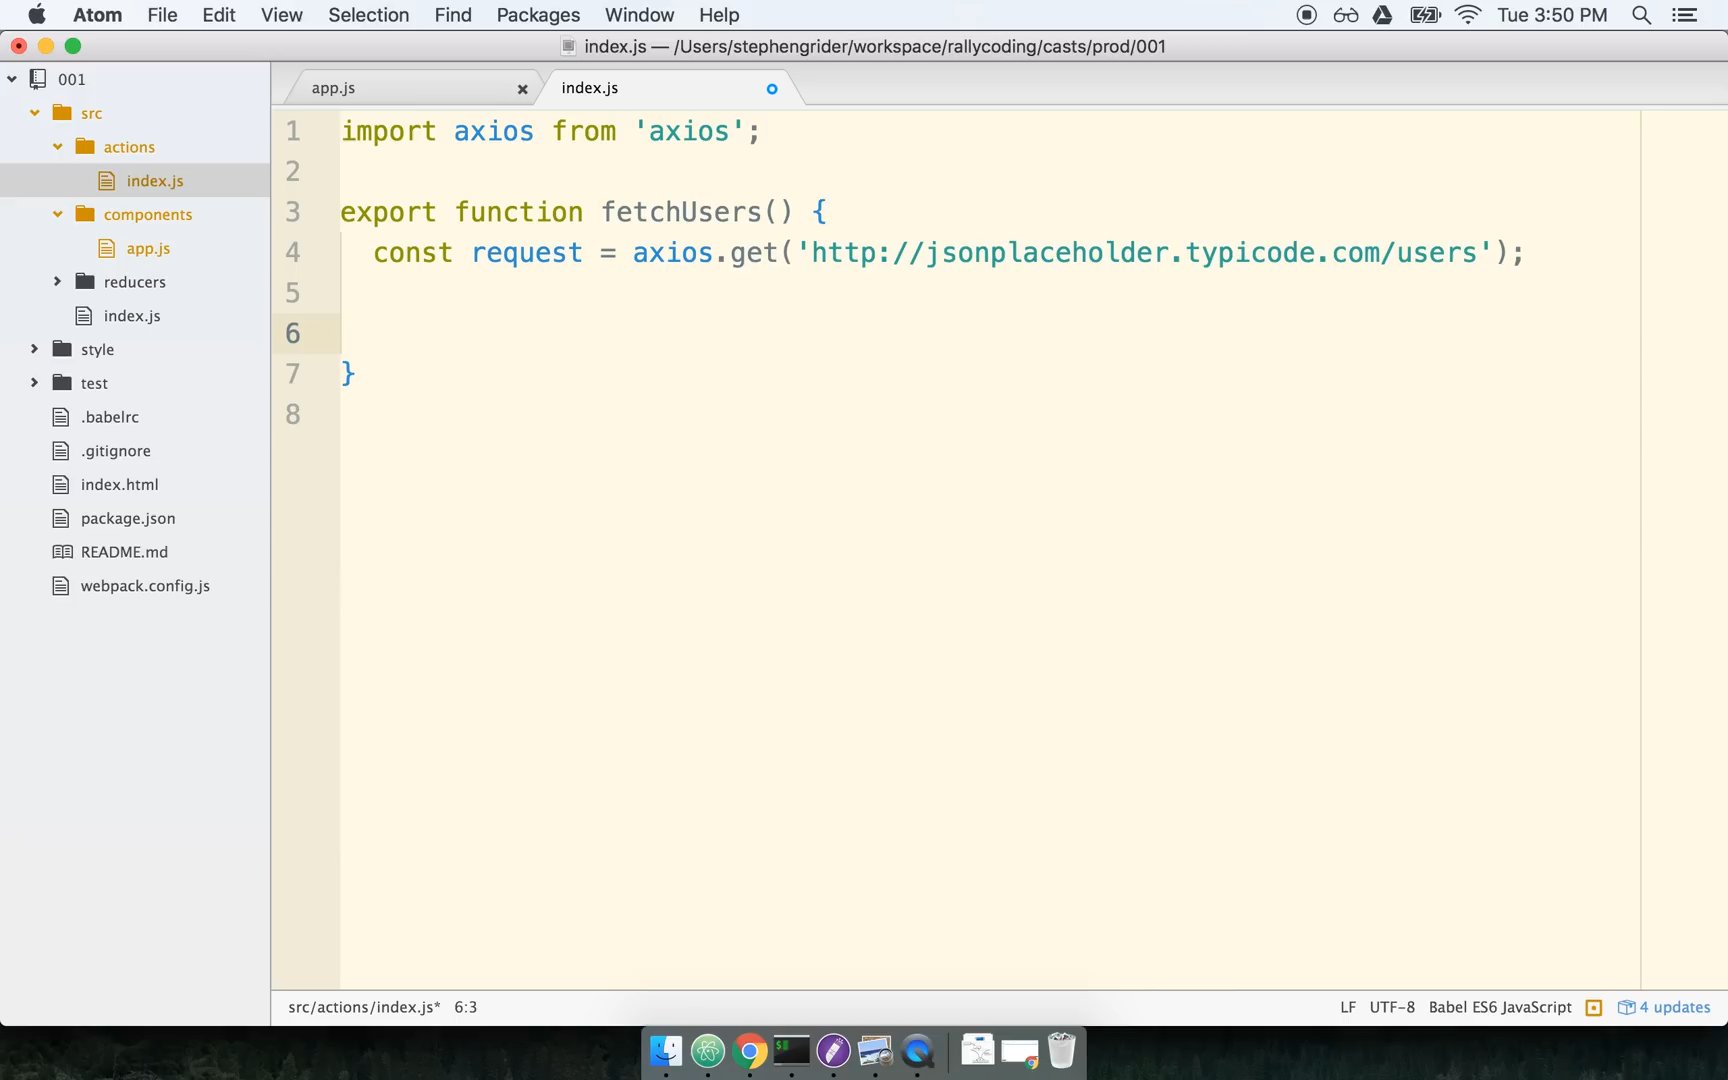 Atom File Edit View Selection Find Packages Window Help Tue 3:50 PM
index.js — /Users/stephengrider/workspace/rallycoding/casts/prod/001
001
src
actions
index.js
components
app.js
reducers
index.js
style
test
.babelrc
.gitignore
index.html
package.json
README.md
webpack.config.js
app.js index.js
1 import axios from 'axios';
2
3 export function fetchUsers() {
4   const request = axios.get('http://jsonplaceholder.typicode.com/users');
5
6
7 }
8
src/actions/index.js* 6:3 LF UTF-8 Babel ES6 JavaScript 4 updates